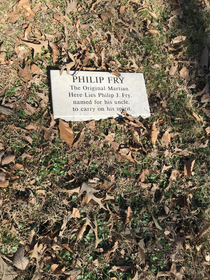 PHILIP FRY
The Original Martian
Here Lies Philip J. Fry,
named for his uncle,
to carry on his spirit